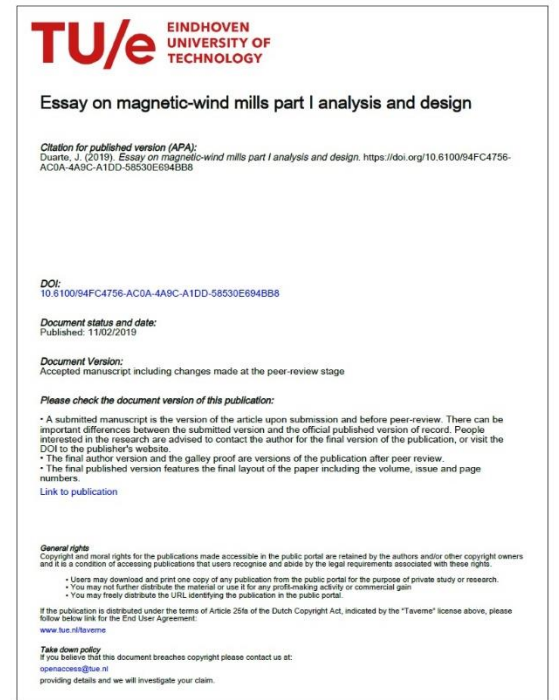 TU/e
EINDHOVEN
UNIVERSITY OF
TECHNOLOGY
Essay on magnetic-wind mills part I analysis and design
Citation for published version (APA):
Duarte, J. (2019). Essay on magnetic-wind mills part I analysis and design. https://doi.org/10.6100/94FC4756-
AC0A-4A9C-A1DD-58530E694BB8
DOI:
10.6100/94FC4756-AC0A-4A9C-A1DD-58530E694BB8
Document status and date:
Published: 11/02/2019
Document Version:
Accepted manuscript including changes made at the peer-review stage
Please check the document version of this publication:
• A submitted manuscript is the version of the article upon submission and before peer-review. There can be
important differences between the submitted version and the official published version of record. People
interested in the research are advised to contact the author for the final version of the publication, or visit the
DOI to the publisher's website.
• The final author version and the galley proof are versions of the publication after peer review.
• The final published version features the final layout of the paper including the volume, issue and page
numbers.
Link to publication
General rights
Copyright and moral rights for the publications made accessible in the public portal are retained by the authors and/or other copyright owners
and it is a condition of accessing publications that users recognise and abide by the legal requirements associated with these rights.
• Users may download and print one copy of any publication from the public portal for the purpose of private study or research.
• You may not further distribute the material or use it for any profit-making activity or commercial gain
• You may freely distribute the URL identifying the publication in the public portal.
If the publication is distributed under the terms of Article 25fa of the Dutch Copyright Act, indicated by the "Taverne" license above, please
follow below link for the End User Agreement:
www.tue.nl/taverne
Take down policy
If you believe that this document breaches copyright please contact us at:
openaccess@tue.nl
providing details and we will investigate your claim.